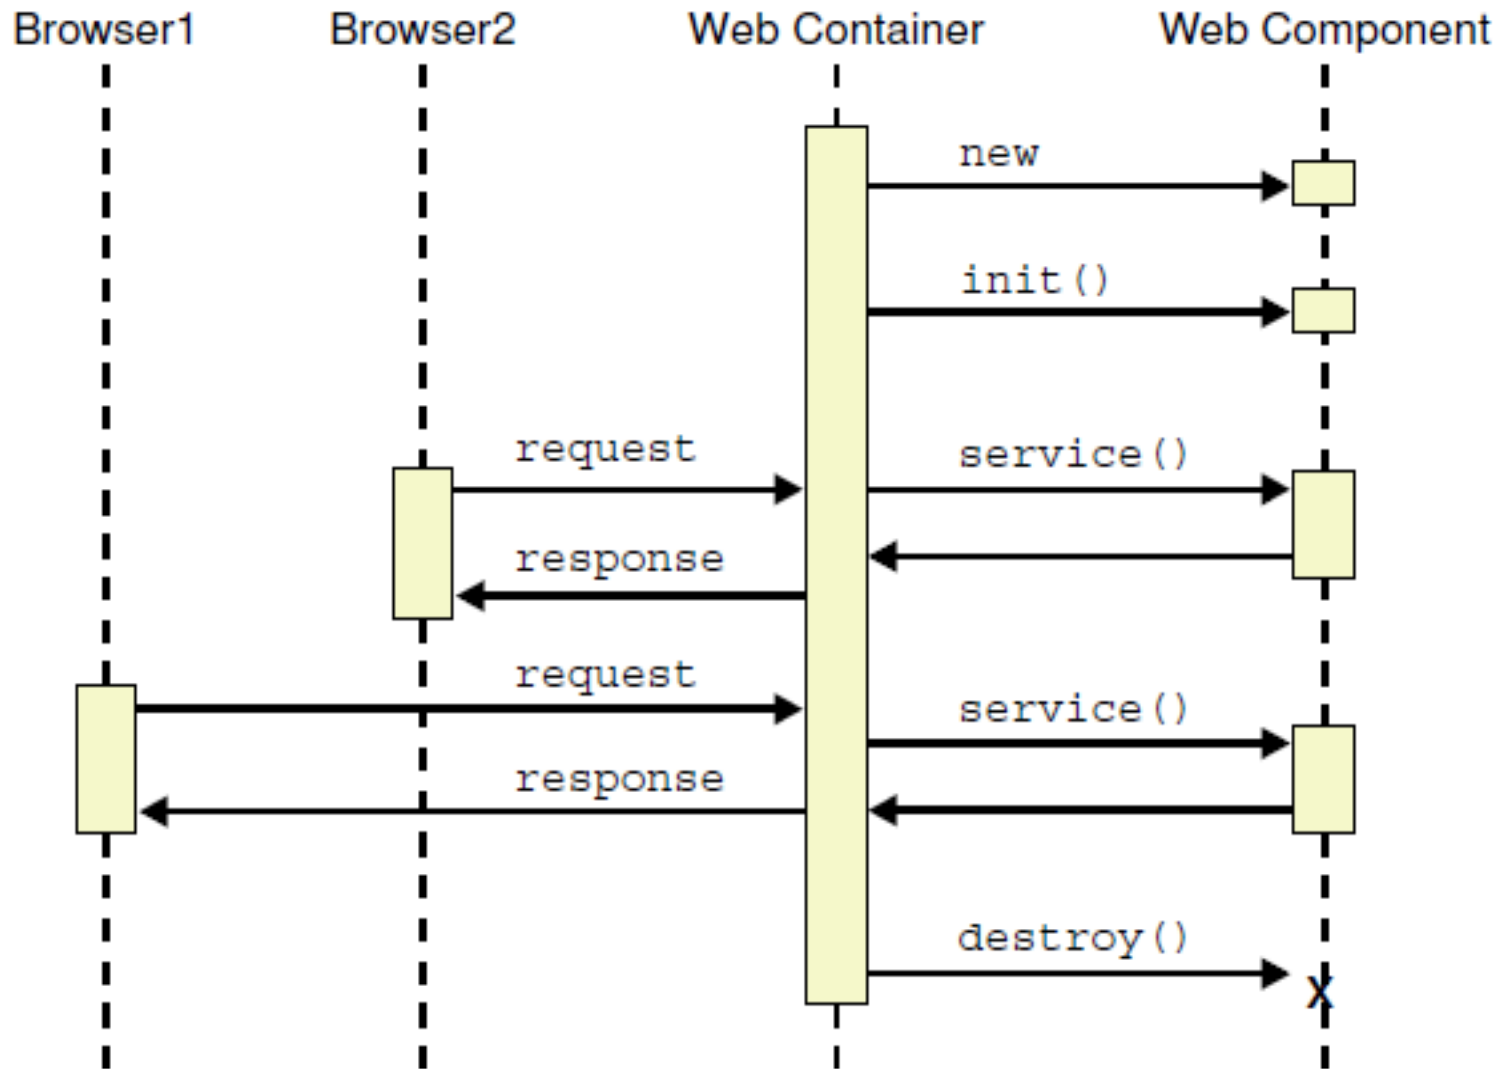 Browser1 Browser2 Web Container Web Component
new
init()
request service()
response
request
service()
response
destroy()
X